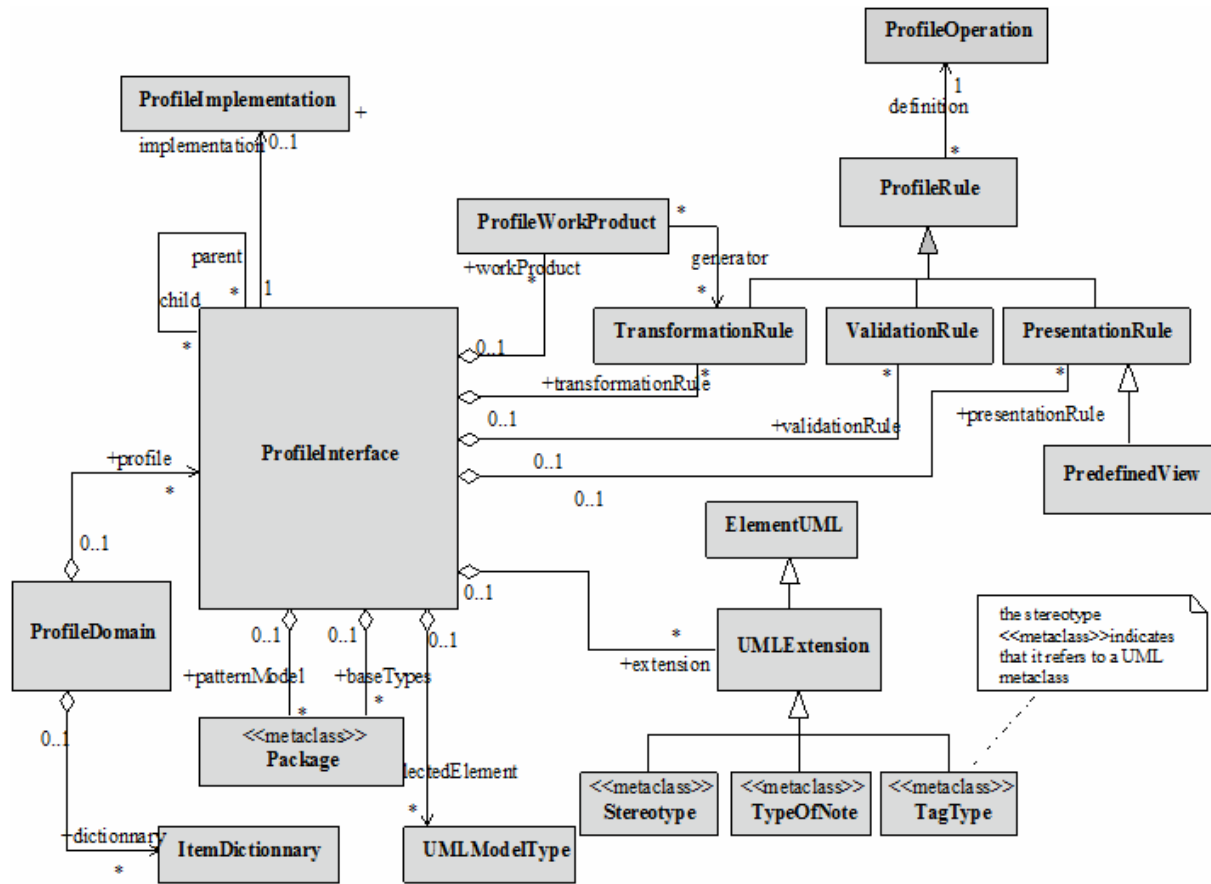 ProfileOperation
1
definition
*
ProfileRule
ProfileImplementation
+
implementation
0..1
ProfileWorkProduct
*
+workProduct
*
generator
*
parent
*
1
child
*
TransformationRule
ValidationRule
PresentationRule
0..1
*
+transformationRule
0..1
*
+validationRule
0..1
*
+presentationRule
0..1
ProfileInterface
PredefinedView
+profile
*
0..1
ProfileDomain
0..1
ElementUML
0..1
*
+extension
UMLExtension
the stereotype
<<metaclass>>indicates
that it refers to a UML
metaclass
0..1
0..1
0..1
+patternModel
*
+baseTypes
*
<<metaclass>>
Package
lectedElement
*
<<metaclass>>
Stereotype
<<metaclass>>
TypeOfNote
<<metaclass>>
TagType
+dictionnary
*
ItemDictionnary
UMLModelType